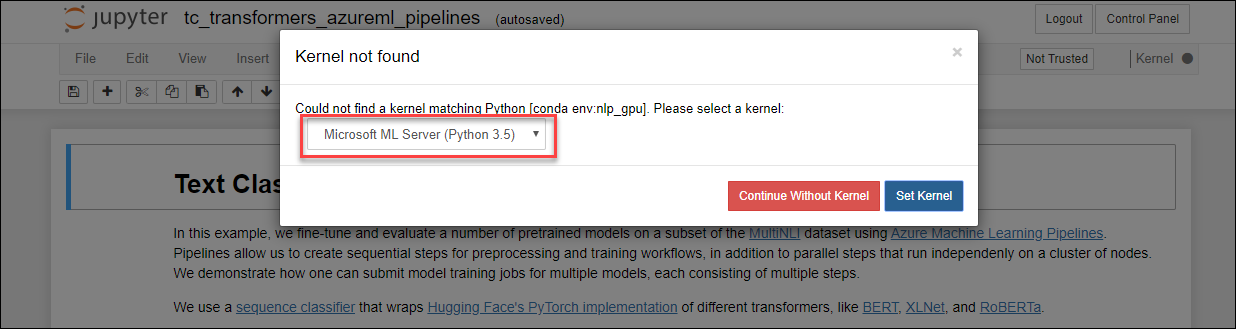 jupyter tc_transformers_azureml_pipelines (autosaved) Logout Control Panel
Kernel not found ×
File Edit View Insert Not Trusted Kernel
Could not find a kernel matching Python [conda env:nlp_gpu]. Please select a kernel:
Microsoft ML Server (Python 3.5)
Text Clas
Continue Without Kernel Set Kernel
In this example, we fine-tune and evaluate a number of pretrained models on a subset of the MultiNLI dataset using Azure Machine Learning Pipelines.
Pipelines allow us to create sequential steps for preprocessing and training workflows, in addition to parallel steps that run independenly on a cluster of nodes.
We demonstrate how one can submit model training jobs for multiple models, each consisting of multiple steps.
We use a sequence classifier that wraps Hugging Face's PyTorch implementation of different transformers, like BERT, XLNet, and RoBERTa.